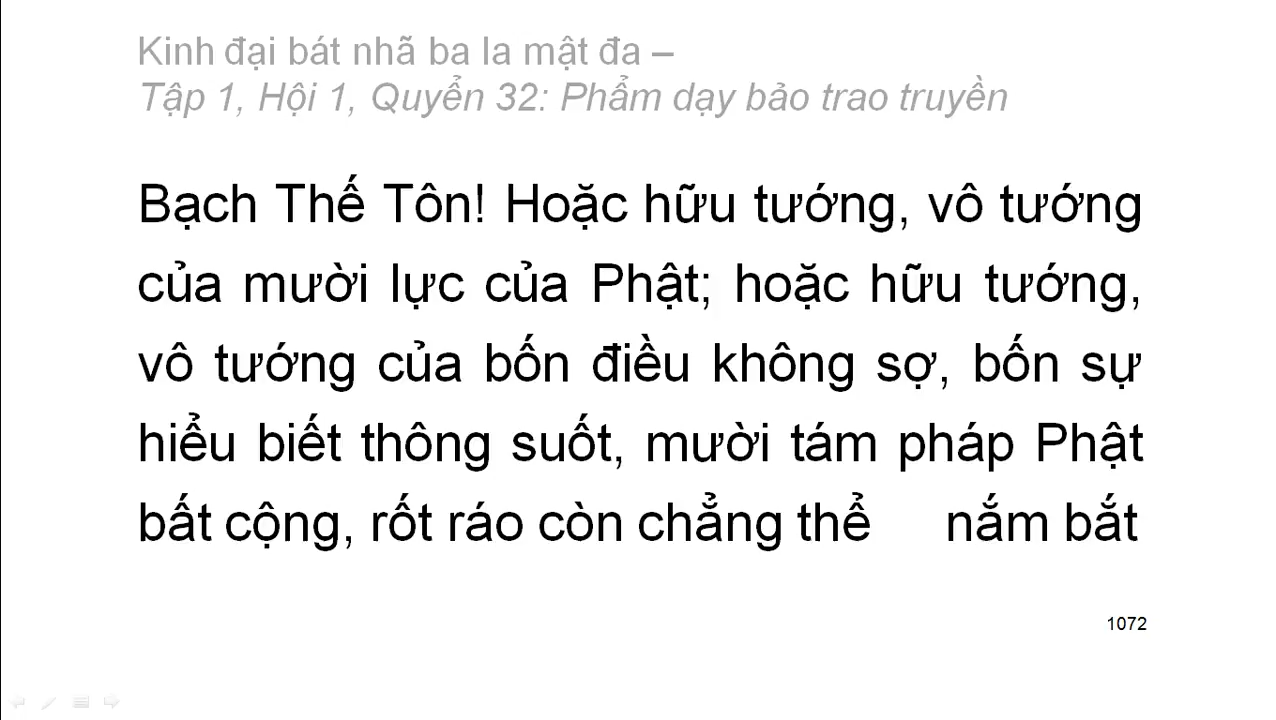 Kinh đại bát nhã ba la mật đa –
Tập 1, Hội 1, Quyển 32: Phẩm dạy bảo trao truyền
Bạch Thế Tôn! Hoặc hữu tướng, vô tướng
của mười lực của Phật; hoặc hữu tướng,
vô tướng của bốn điều không sợ, bốn sự
hiểu biết thông suốt, mười tám pháp Phật
bất cộng, rốt ráo còn chẳng thể nắm bắt
1072